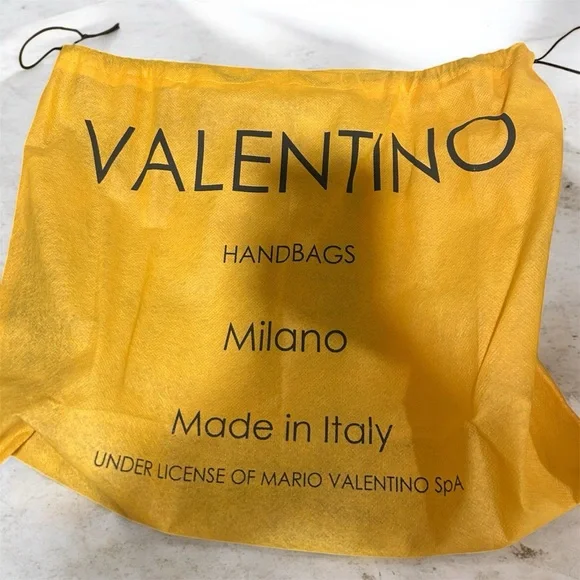 VALENTINO
HANDBAGS
Milano
Made in Italy
UNDER LICENSE OF MARIO VALENTINO SpA